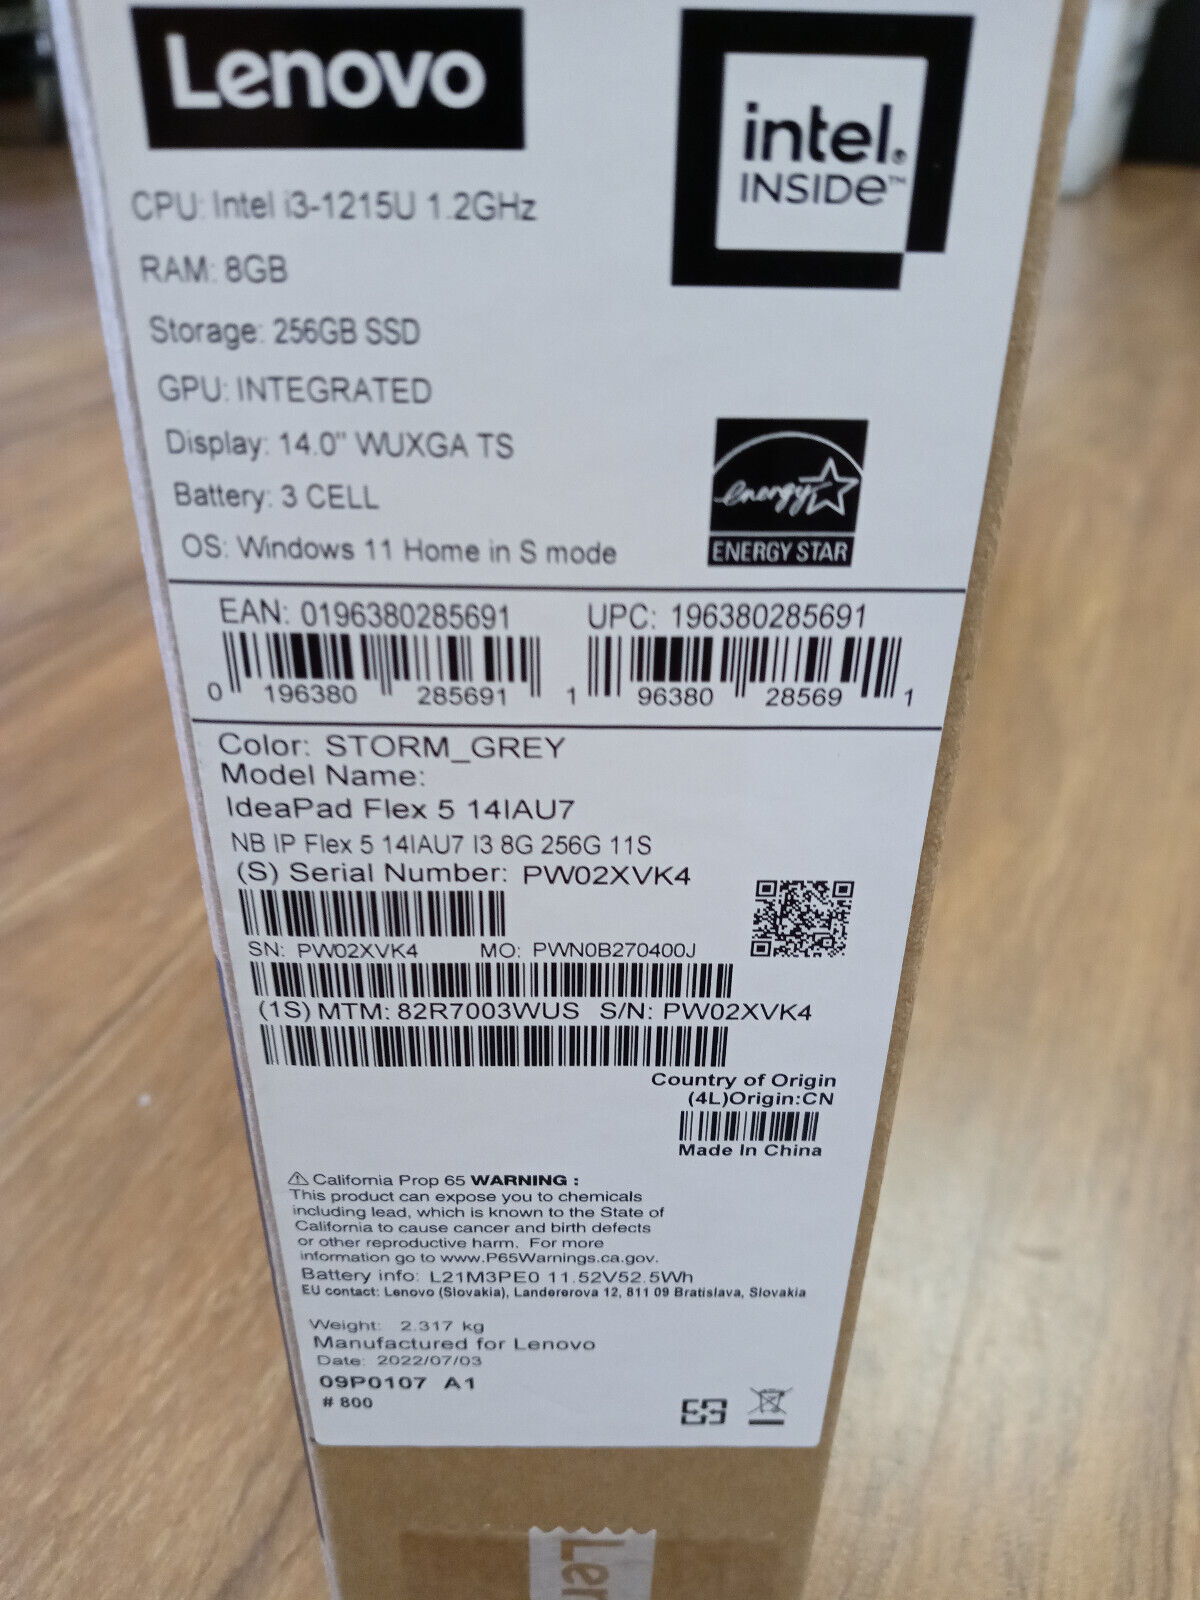 Lenovo
intel.
INSIDe™
CPU: Intel i3-1215U 1.2GHz
RAM: 8GB
Storage: 256GB SSD
GPU: INTEGRATED
Display: 14.0" WUXGA TS
Battery: 3 CELL
OS: Windows 11 Home in S mode
energy
ENERGY STAR
EAN: 0196380285691
UPC: 196380285691
0 196380 285691
1 96380 28569 1
Color: STORM_GREY
Model Name:
IdeaPad Flex 5 14IAU7
NB IP Flex 5 14IAU7 I3 8G 256G 11S
(S) Serial Number: PW02XVK4
SN: PW02XVK4 MO: PWN0B270400J
(1S) MTM: 82R7003WUS S/N: PW02XVK4
Country of Origin
(4L)Origin:CN
Made In China
⚠ California Prop 65 WARNING :
This product can expose you to chemicals
including lead, which is known to the State of
California to cause cancer and birth defects
or other reproductive harm. For more
information go to www.P65Warnings.ca.gov.
Battery info: L21M3PE0 11.52V52.5Wh
EU contact: Lenovo (Slovakia), Landererova 12, 811 09 Bratislava, Slovakia
Weight: 2.317 kg
Manufactured for Lenovo
Date: 2022/07/03
09P0107 A1
# 800
Len